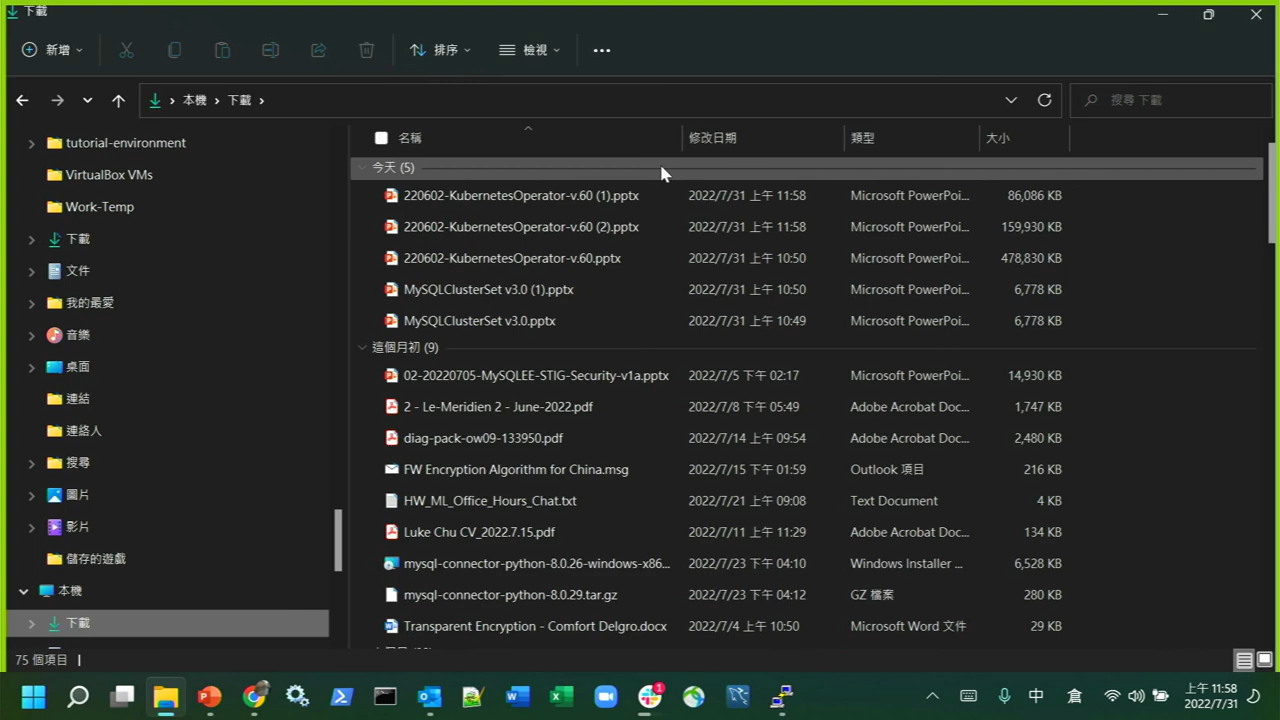 下載
新增
排序
檢視
本機 › 下載 ›
搜尋 下載
tutorial-environment
VirtualBox VMs
Work-Temp
下載
文件
我的最愛
音樂
桌面
連結
連絡人
搜尋
圖片
影片
儲存的遊戲
本機
下載
名稱 修改日期 類型 大小
今天 (5)
220602-KubernetesOperator-v.60 (1).pptx 2022/7/31 上午 11:58 Microsoft PowerPoi... 86,086 KB
220602-KubernetesOperator-v.60 (2).pptx 2022/7/31 上午 11:58 Microsoft PowerPoi... 159,930 KB
220602-KubernetesOperator-v.60.pptx 2022/7/31 上午 10:50 Microsoft PowerPoi... 478,830 KB
MySQLClusterSet v3.0 (1).pptx 2022/7/31 上午 10:50 Microsoft PowerPoi... 6,778 KB
MySQLClusterSet v3.0.pptx 2022/7/31 上午 10:49 Microsoft PowerPoi... 6,778 KB
這個月初 (9)
02-20220705-MySQLEE-STIG-Security-v1a.pptx 2022/7/5 下午 02:17 Microsoft PowerPoi... 14,930 KB
2 - Le-Meridien 2 - June-2022.pdf 2022/7/8 下午 05:49 Adobe Acrobat Doc... 1,747 KB
diag-pack-ow09-133950.pdf 2022/7/14 上午 09:54 Adobe Acrobat Doc... 2,480 KB
FW Encryption Algorithm for China.msg 2022/7/15 下午 01:59 Outlook 項目 216 KB
HW_ML_Office_Hours_Chat.txt 2022/7/21 上午 09:08 Text Document 4 KB
Luke Chu CV_2022.7.15.pdf 2022/7/11 上午 11:29 Adobe Acrobat Doc... 134 KB
mysql-connector-python-8.0.26-windows-x86... 2022/7/23 下午 04:10 Windows Installer ... 6,528 KB
mysql-connector-python-8.0.29.tar.gz 2022/7/23 下午 04:12 GZ 檔案 280 KB
Transparent Encryption - Comfort Delgro.docx 2022/7/4 上午 10:50 Microsoft Word 文件 29 KB
75 個項目
中
倉
上午 11:58
2022/7/31